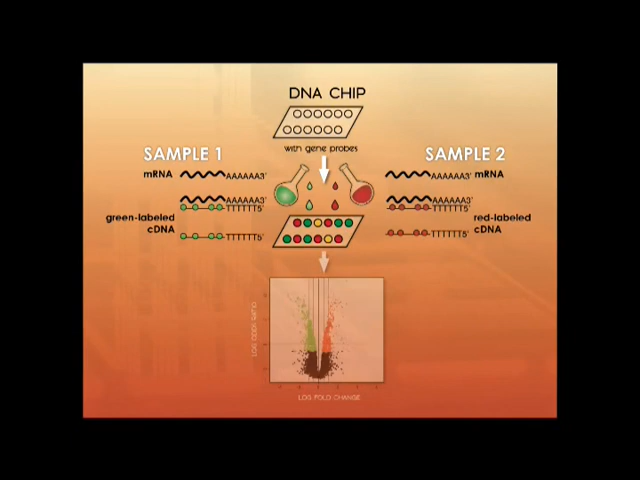 DNA CHIP
with gene probes
SAMPLE 1
mRNA
AAAAAA3'
AAAAAA3'
TTTTTT5'
green-labeled
cDNA
TTTTTT5'
SAMPLE 2
AAAAAA3'
mRNA
AAAAAA3'
TTTTTT5'
red-labeled
cDNA
TTTTTT5'
LOG ODDS RATIO
LOG FOLD CHANGE